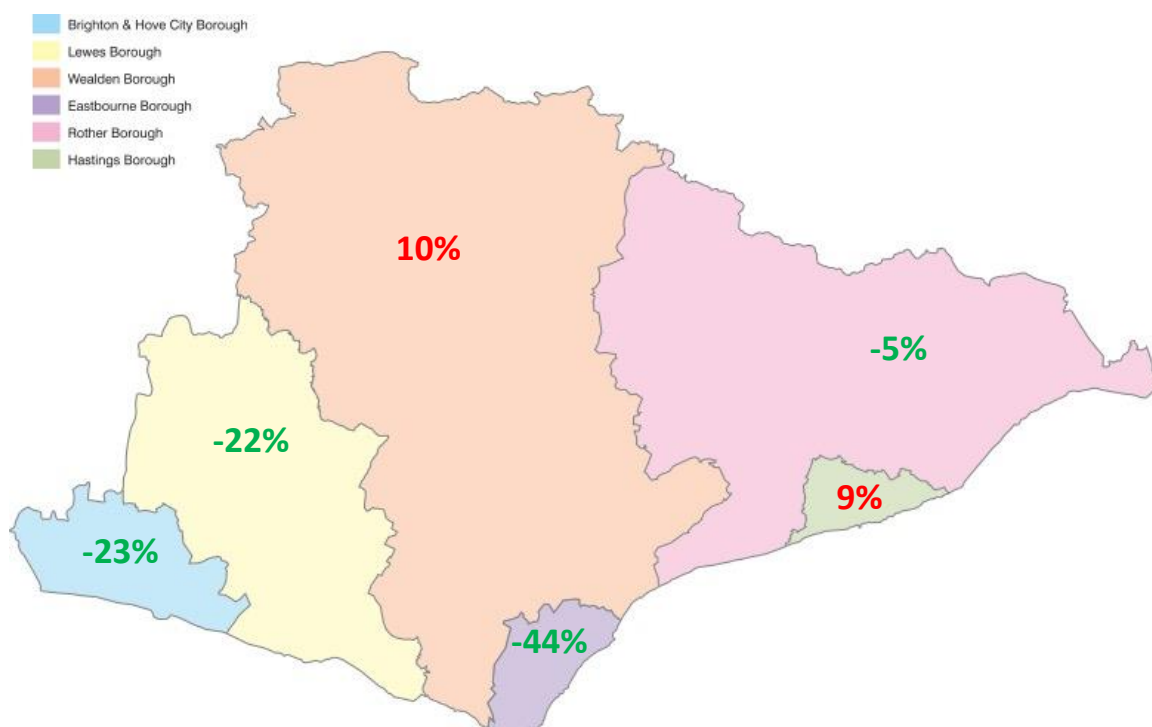 Brighton & Hove City Borough
Lewes Borough
Wealden Borough
Eastbourne Borough
Rother Borough
Hastings Borough
10%
-5%
-22%
9%
-23%
-44%